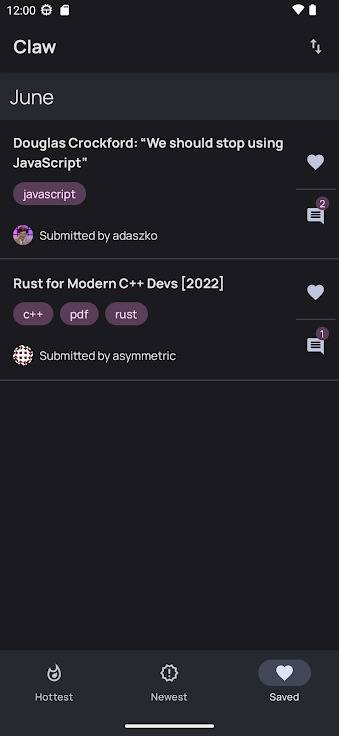 12:00
Claw
June
Douglas Crockford: “We should stop using
JavaScript”
javascript
2
Submitted by adaszko
Rust for Modern C++ Devs [2022]
c++ pdf rust
1
Submitted by asymmetric
Hottest Newest Saved